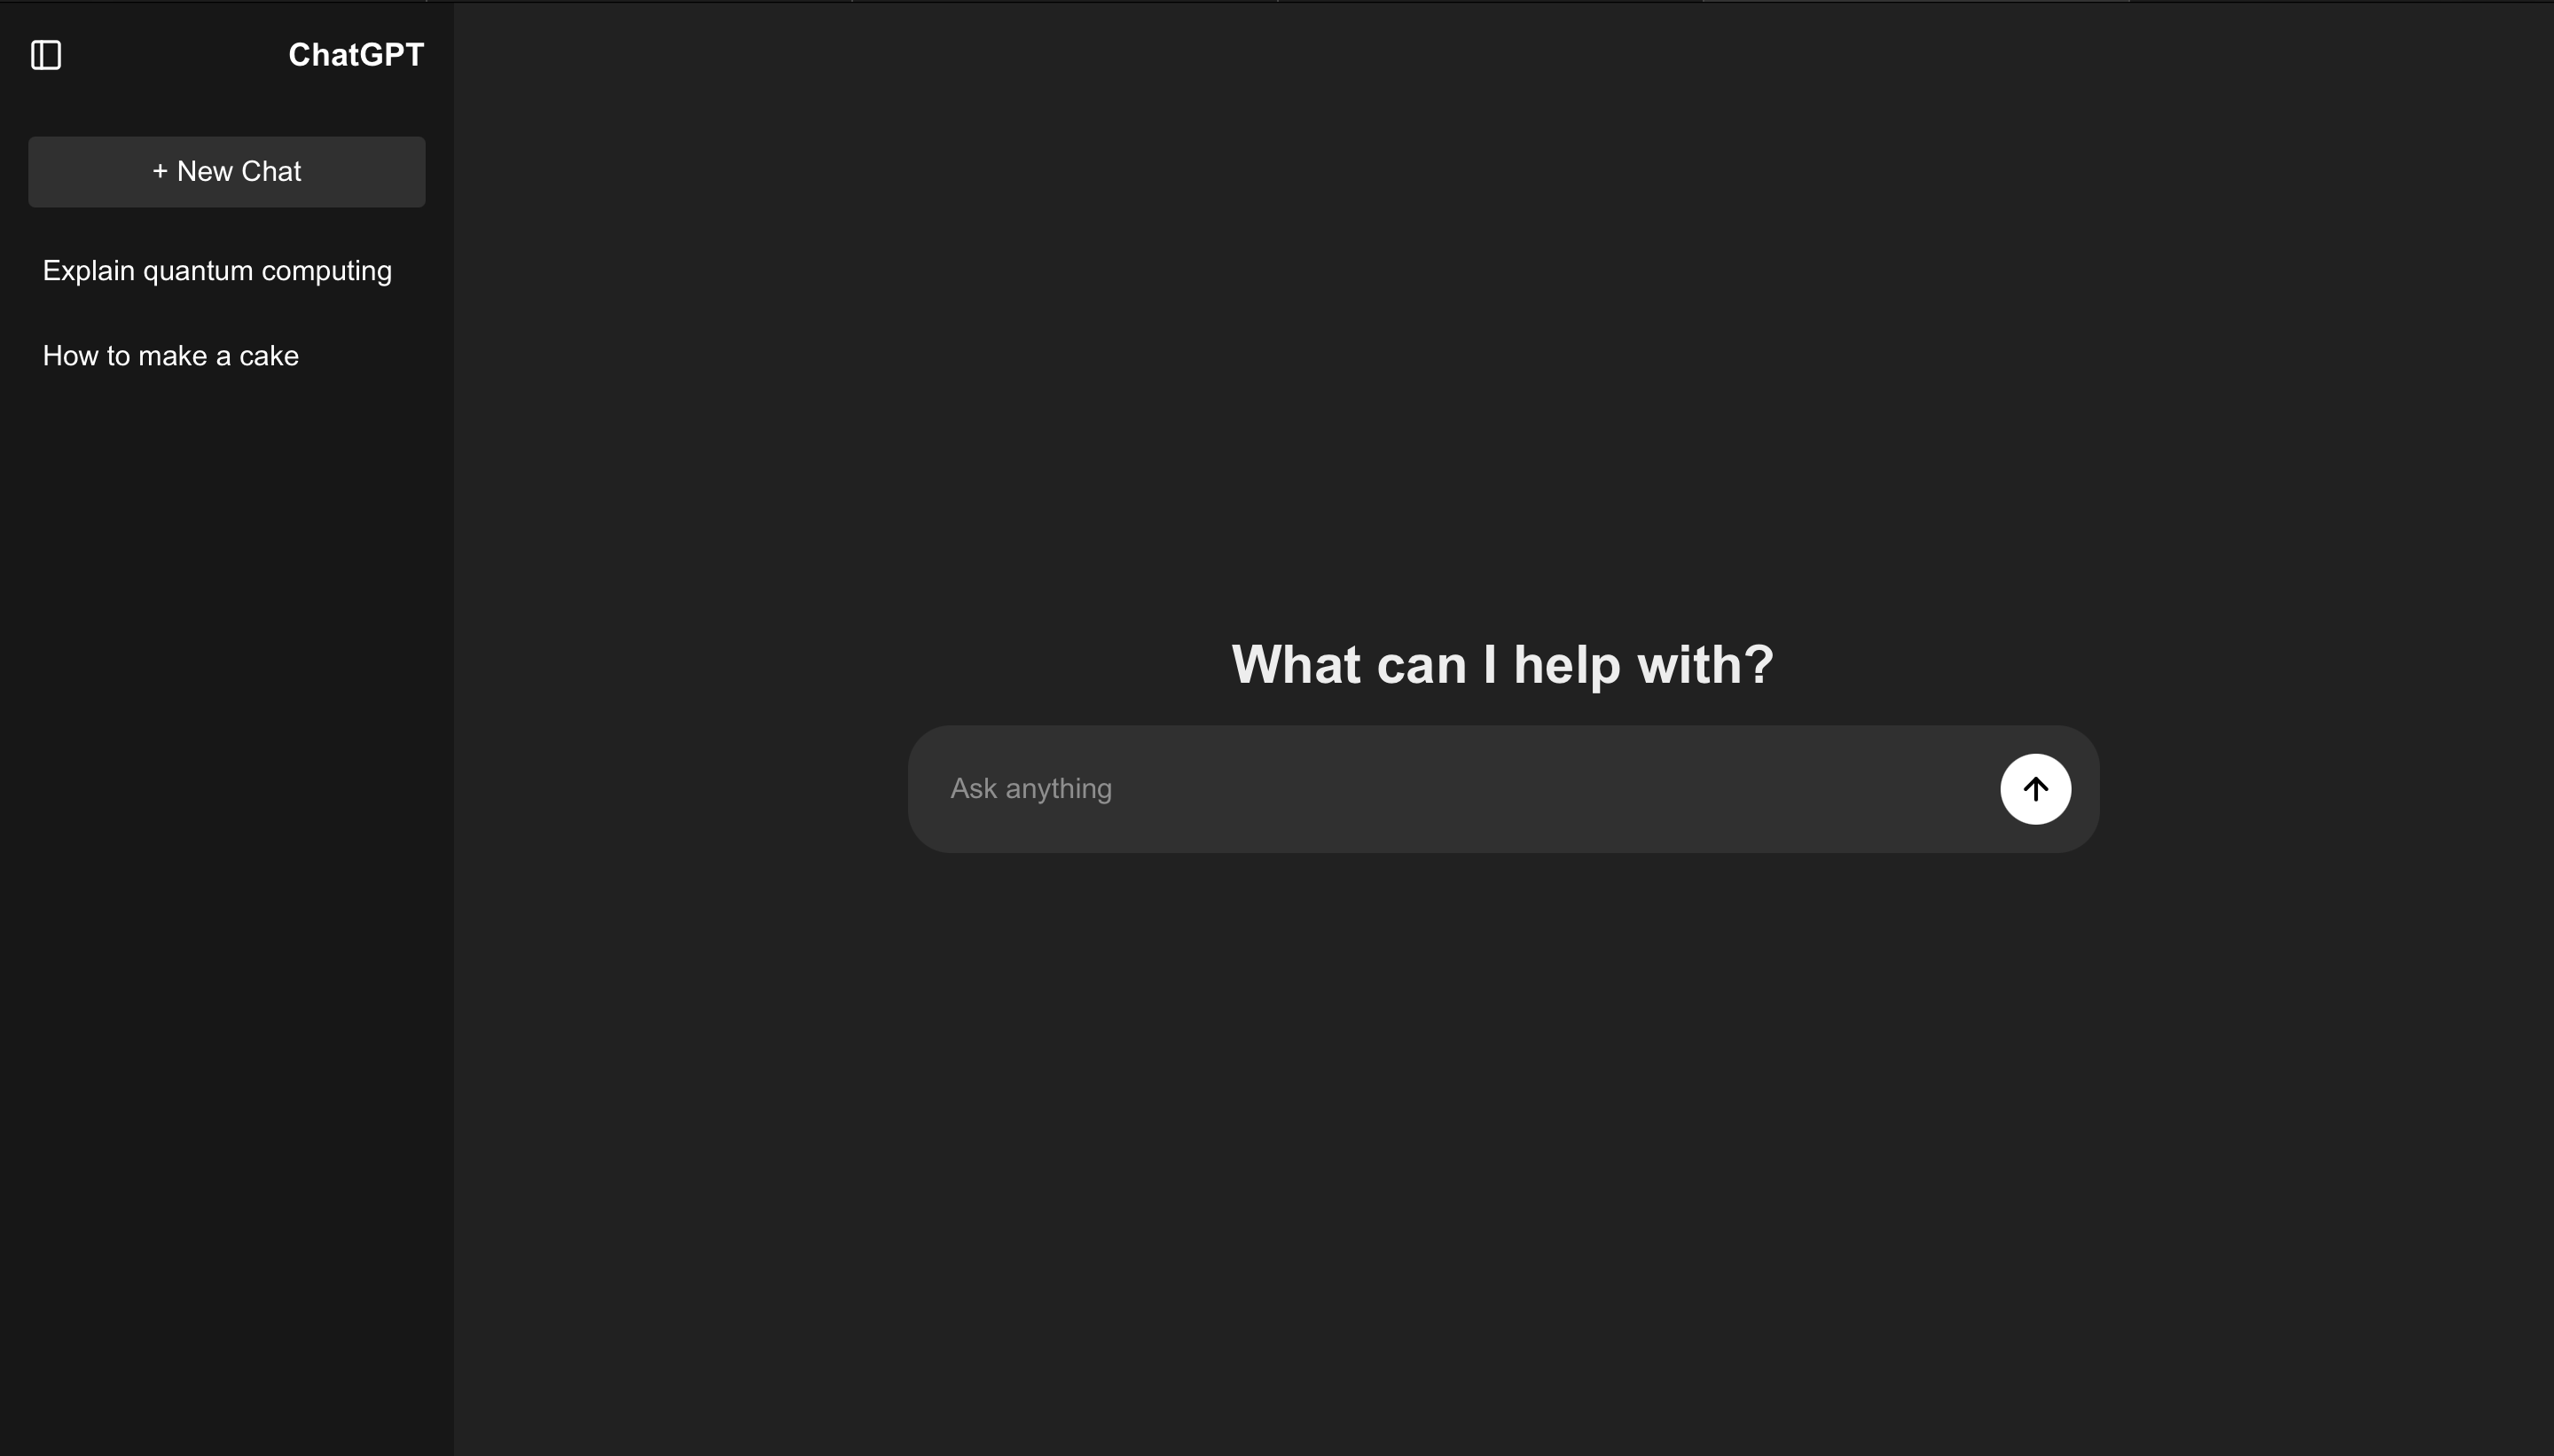 ChatGPT
+ New Chat
Explain quantum computing
How to make a cake
What can I help with?
Ask anything